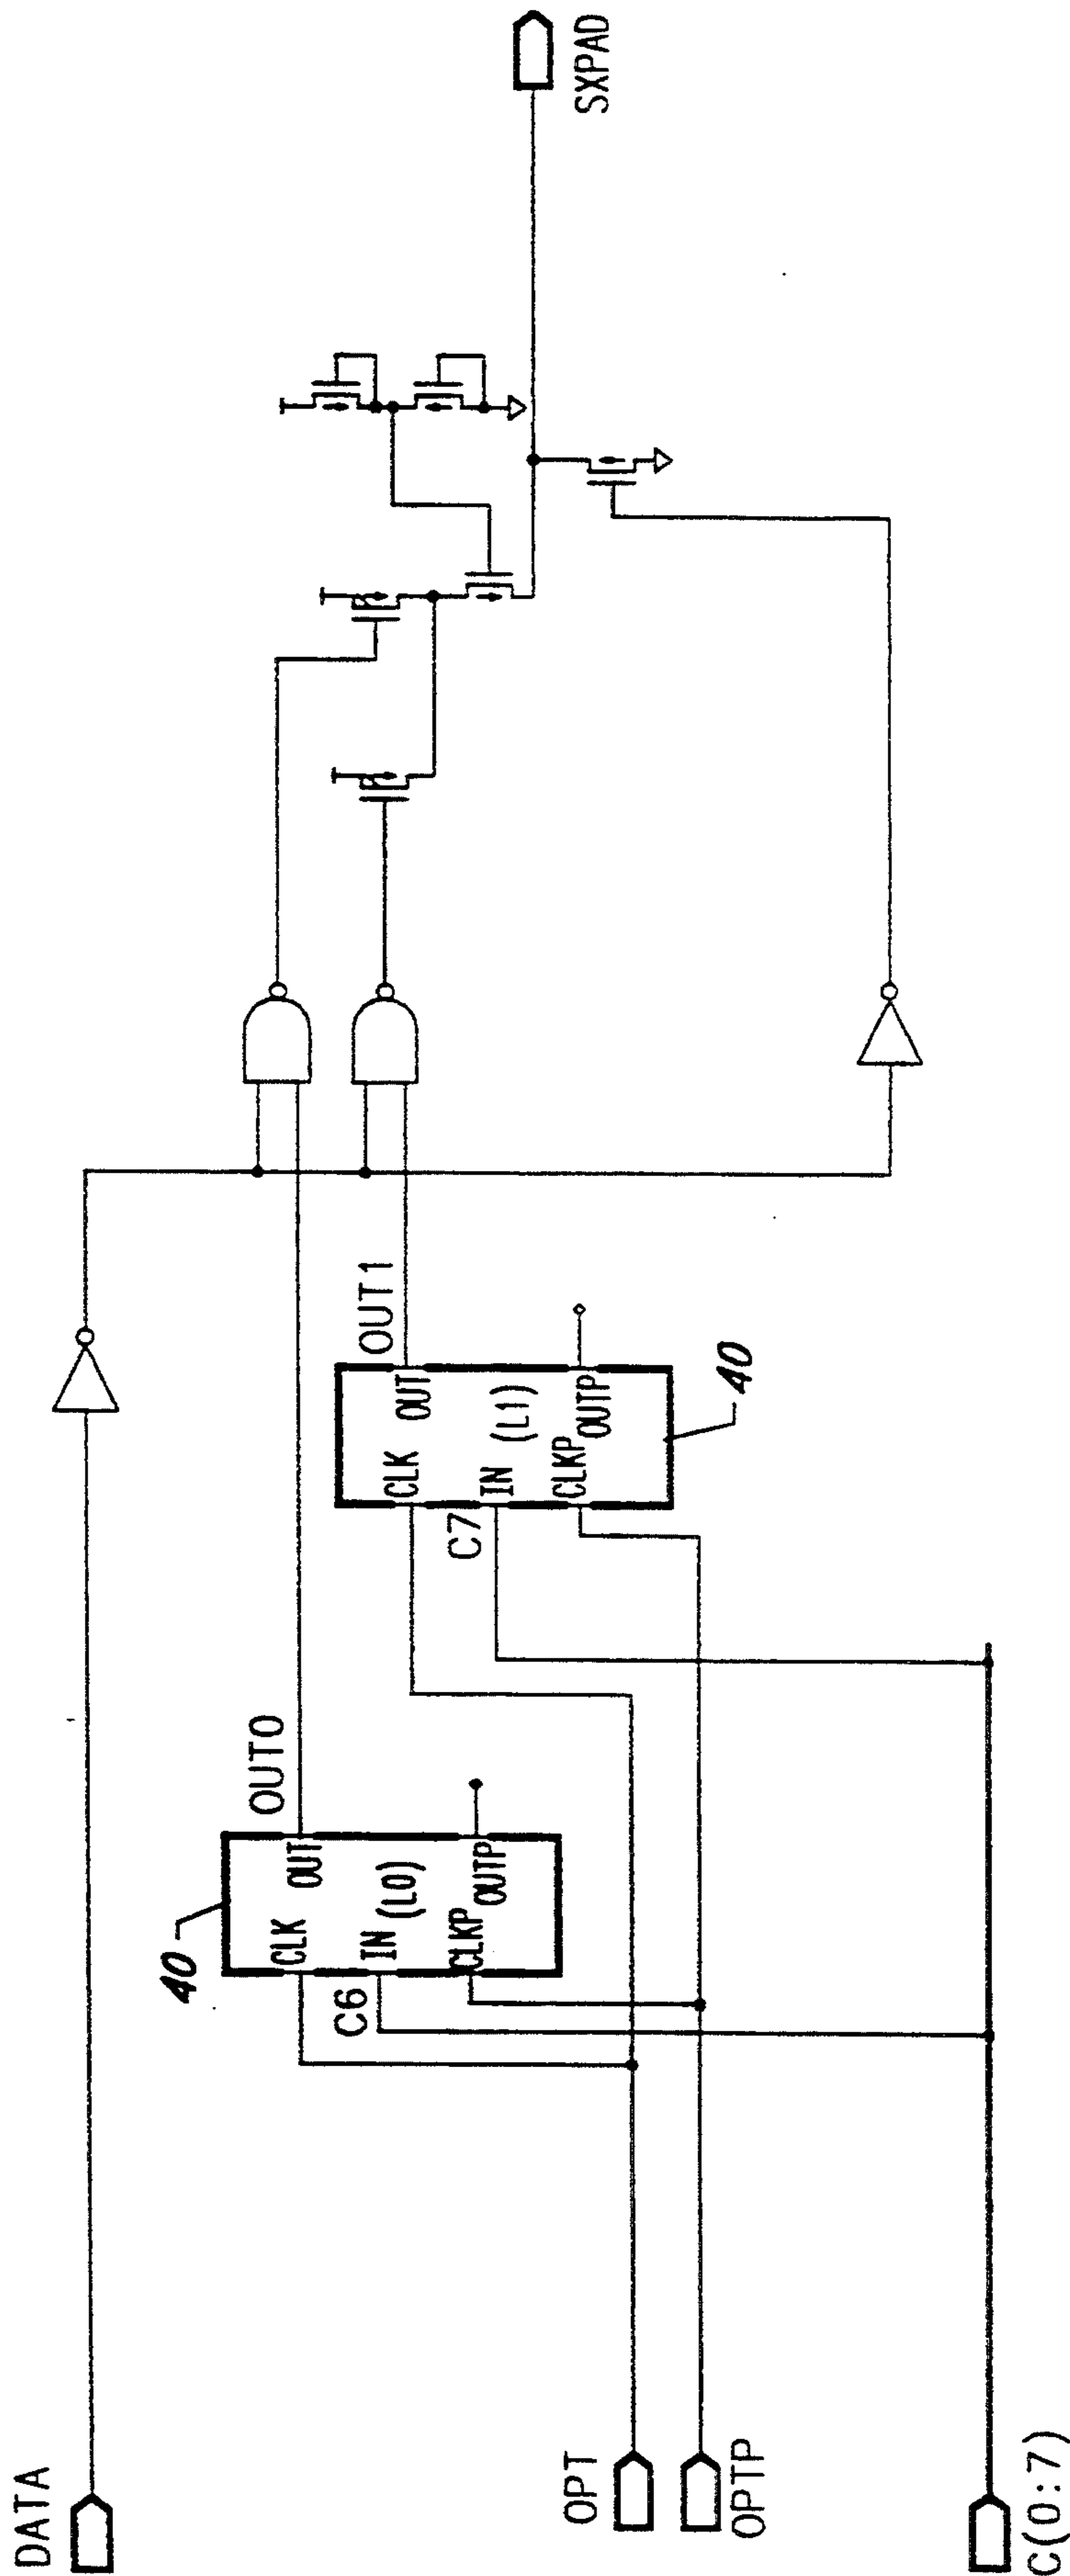 DATA
OPT
OPTP
C(0:7)
40
C6
CLK
IN
CLKP
(L0)
OUT
OUTP
OUT0
C7
CLK
IN
CLKP
(L1)
OUT
OUTP
OUT1
40
SXPAD